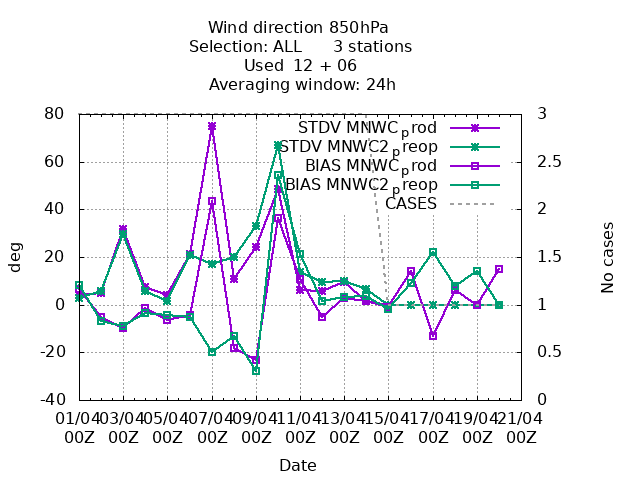 Wind direction 850hPa
Selection: ALL      3 stations
Used  12 + 06
Averaging window: 24h
80
60
40
20
0
-20
-40
3
2.5
2
1.5
1
0.5
0
deg
No cases
STDV MNWC_prod
STDV MNWC2_preop
BIAS MNWC_prod
BIAS MNWC2_preop
CASES
01/04 03/04 05/04 07/04 09/04 11/04 13/04 15/04 17/04 19/04 21/04
00Z 00Z 00Z 00Z 00Z 00Z 00Z 00Z 00Z 00Z 00Z
Date